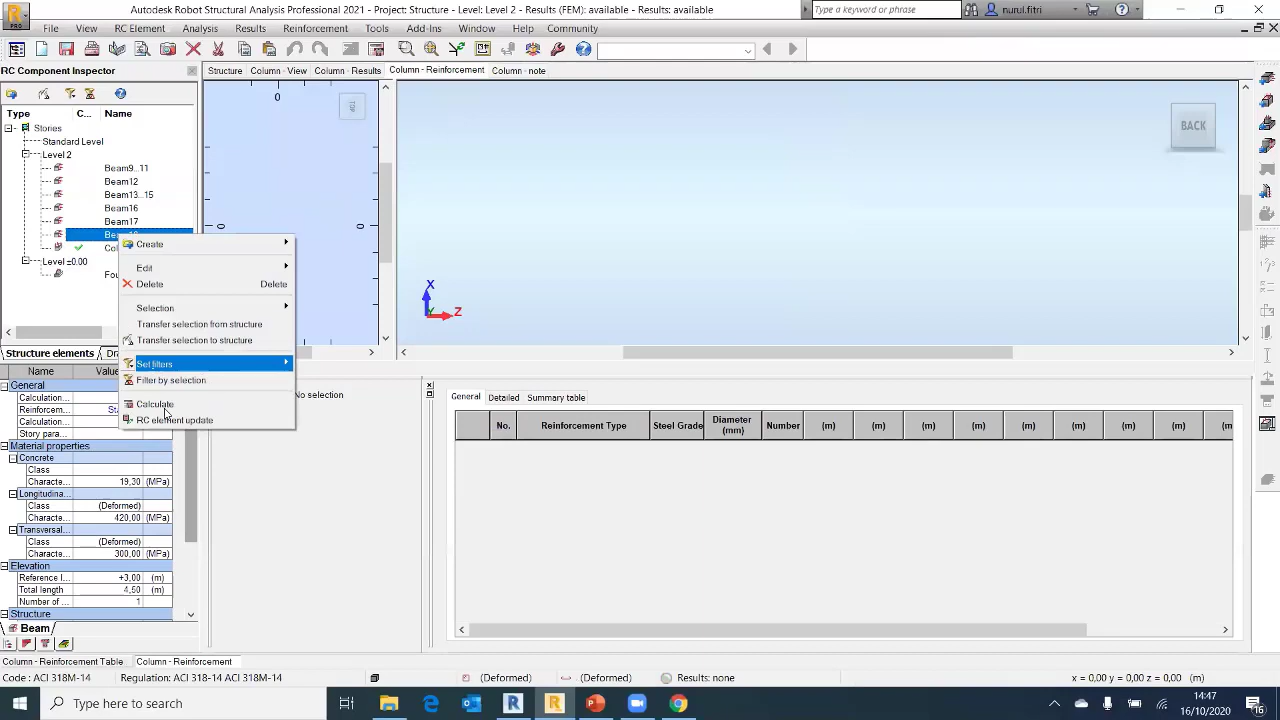 Autodesk Robot Structural Analysis Professional 2021 - Project: Structure - Level: Level 2 - Results (FEM): available - Results: available
Type a keyword or phrase
nurul.fitri
PRO
File Edit View RC Element Analysis Results Reinforcement Tools Add-Ins Window Help Community
RC Component Inspector
Structure Column - View Column - Results Column - Reinforcement Column - note
Type C... Name
Stories
Standard Level
Level 2
Beam9...11
Beam12
Beam13...15
Beam16
Beam17
Level ±0.00
0
TOP
0
0
BACK
X
Y
Z
Create
Edit
Delete Delete
Selection
Transfer selection from structure
Transfer selection to structure
Set filters
Filter by selection
Calculate
RC element update
Structure elements
Name
General
Calculation...
Reinforcem...
Calculation...
Story para...
Material properties
Concrete
Class
Characte... 19,30 (MPa)
Longitudina...
Class (Deformed)
Characte... 420,00 (MPa)
Transversal...
Class (Deformed)
Characte... 300,00 (MPa)
Elevation
Reference l... +3,00 (m)
Total length 4,50 (m)
Number of ... 1
Structure
Beam
General Detailed Summary table
No. Reinforcement Type Steel Grade Diameter (mm) Number (m) (m) (m) (m) (m) (m) (m) (m)
Column - Reinforcement Table Column - Reinforcement
Code : ACI 318M-14 Regulation: ACI 318-14 ACI 318M-14 (Deformed) (Deformed) Results: none x = 0,00 y = 0,00 z = 0,00 (m)
Type here to search
14:47
16/10/2020
16